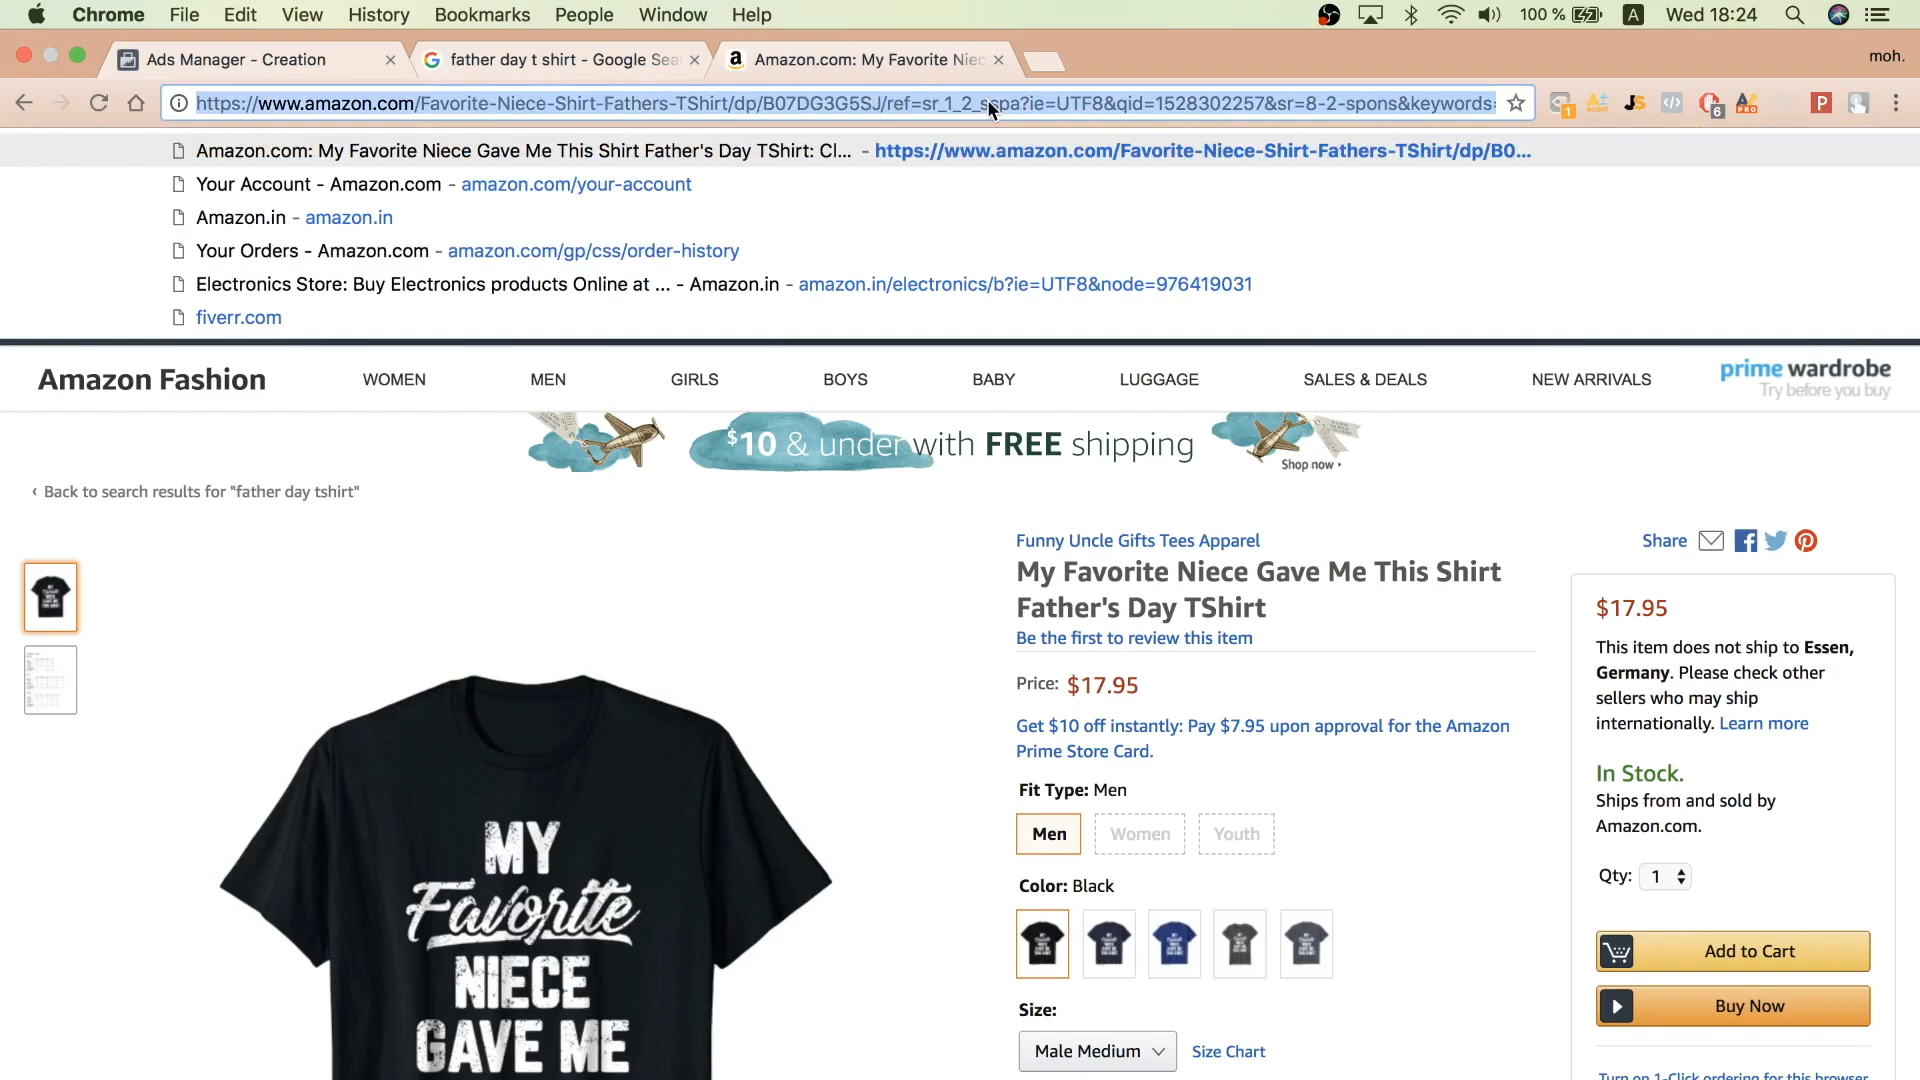 Chrome File Edit View History Bookmarks People Window Help 100 % A Wed 18:24
Ads Manager - Creation father day t shirt - Google Sea Amazon.com: My Favorite Niec moh.
https://www.amazon.com/Favorite-Niece-Shirt-Fathers-TShirt/dp/B07DG3G5SJ/ref=sr_1_2_sspa?ie=UTF8&qid=1528302257&sr=8-2-spons&keywords=
Amazon.com: My Favorite Niece Gave Me This Shirt Father's Day TShirt: Cl... - https://www.amazon.com/Favorite-Niece-Shirt-Fathers-TShirt/dp/B0...
Your Account - Amazon.com - amazon.com/your-account
Amazon.in - amazon.in
Your Orders - Amazon.com - amazon.com/gp/css/order-history
Electronics Store: Buy Electronics products Online at ... - Amazon.in - amazon.in/electronics/b?ie=UTF8&node=976419031
fiverr.com
Amazon Fashion WOMEN MEN GIRLS BOYS BABY LUGGAGE SALES & DEALS NEW ARRIVALS prime wardrobe
Try before you buy
$10 & under with FREE shipping
Shop now ›
‹ Back to search results for "father day tshirt"
Funny Uncle Gifts Tees Apparel
My Favorite Niece Gave Me This Shirt
Father's Day TShirt
Be the first to review this item
Price: $17.95
Get $10 off instantly: Pay $7.95 upon approval for the Amazon
Prime Store Card.
Fit Type: Men
Men Women Youth
Color: Black
Size:
Male Medium Size Chart
Share
$17.95
This item does not ship to Essen,
Germany. Please check other
sellers who may ship
internationally. Learn more
In Stock.
Ships from and sold by
Amazon.com.
Qty: 1
Add to Cart
Buy Now
Turn on 1-Click ordering for this browser
MY
Favorite
NIECE
GAVE ME